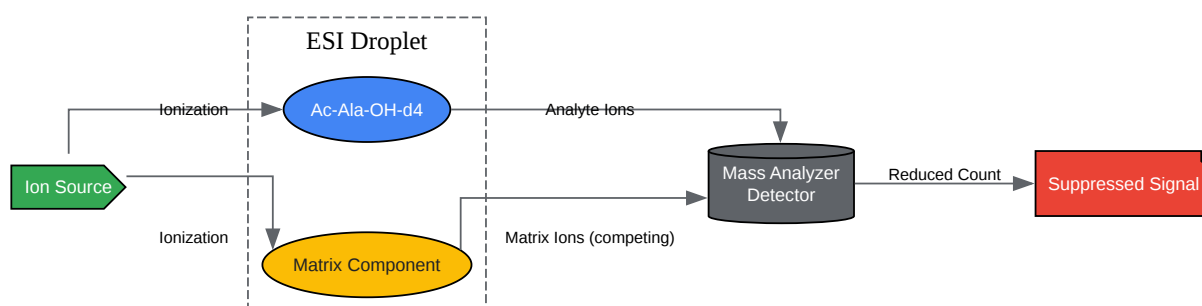 ESI Droplet
Ionization
Ac-Ala-OH-d4
Analyte Ions
Ion Source
Mass Analyzer
Detector
Reduced Count
Suppressed Signal
Ionization
Matrix Component
Matrix Ions (competing)